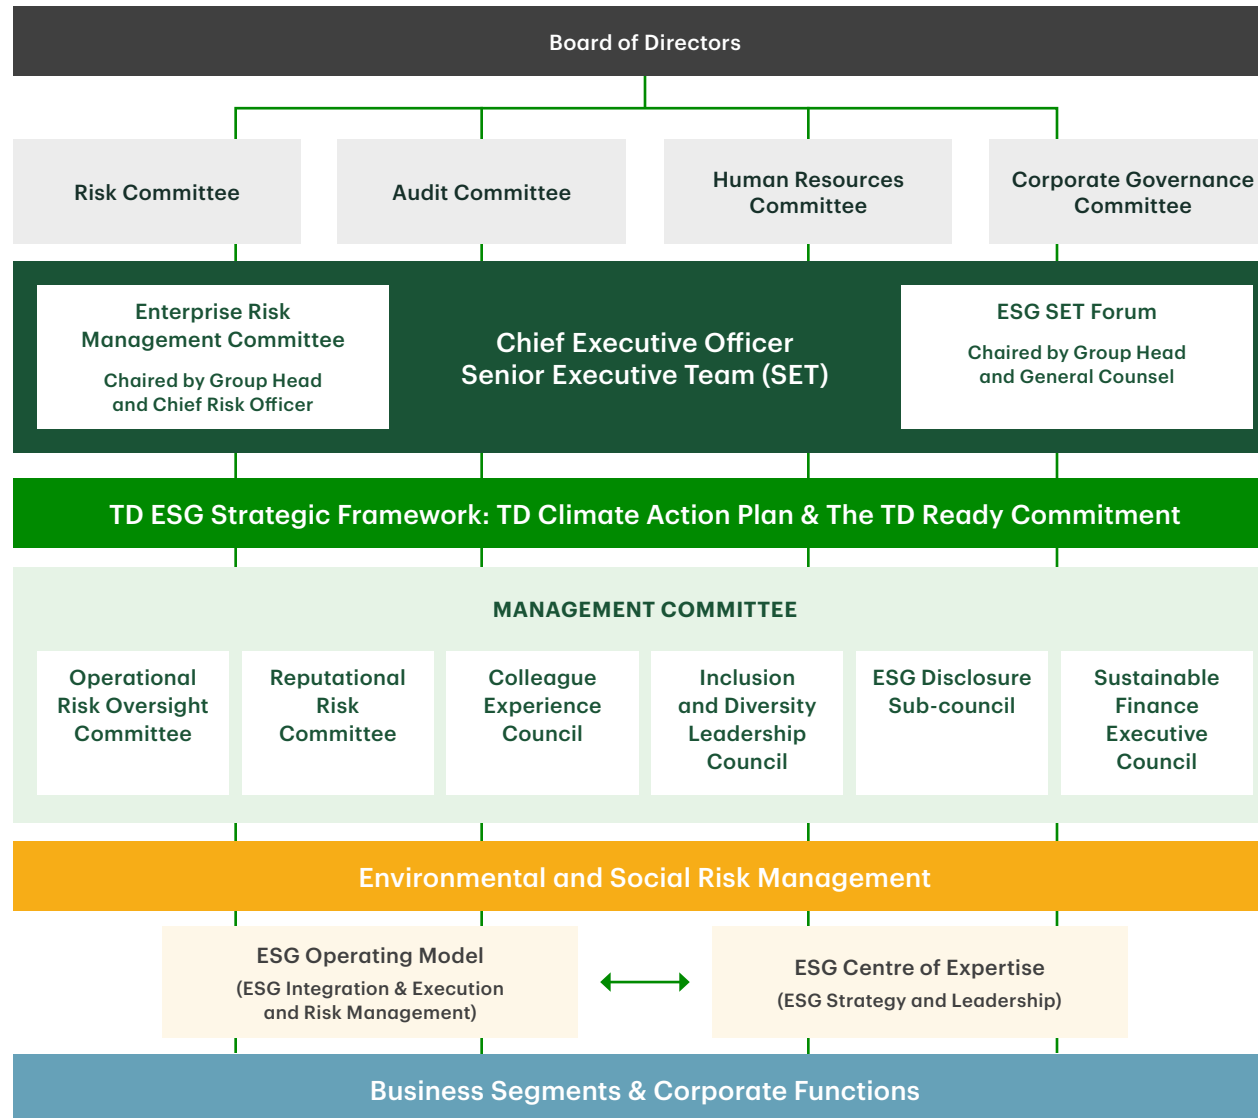 Board of Directors
Risk Committee
Audit Committee
Human Resources
Committee
Corporate Governance
Committee
Enterprise Risk
Management Committee
Chaired by Group Head
and Chief Risk Officer
Chief Executive Officer
Senior Executive Team (SET)
ESG SET Forum
Chaired by Group Head
and General Counsel
TD ESG Strategic Framework: TD Climate Action Plan & The TD Ready Commitment
MANAGEMENT COMMITTEE
Operational
Risk Oversight
Committee
Reputational
Risk
Committee
Colleague
Experience
Council
Inclusion
and Diversity
Leadership
Council
ESG Disclosure
Sub-council
Sustainable
Finance
Executive
Council
Environmental and Social Risk Management
ESG Operating Model
(ESG Integration & Execution
and Risk Management)
ESG Centre of Expertise
(ESG Strategy and Leadership)
Business Segments & Corporate Functions